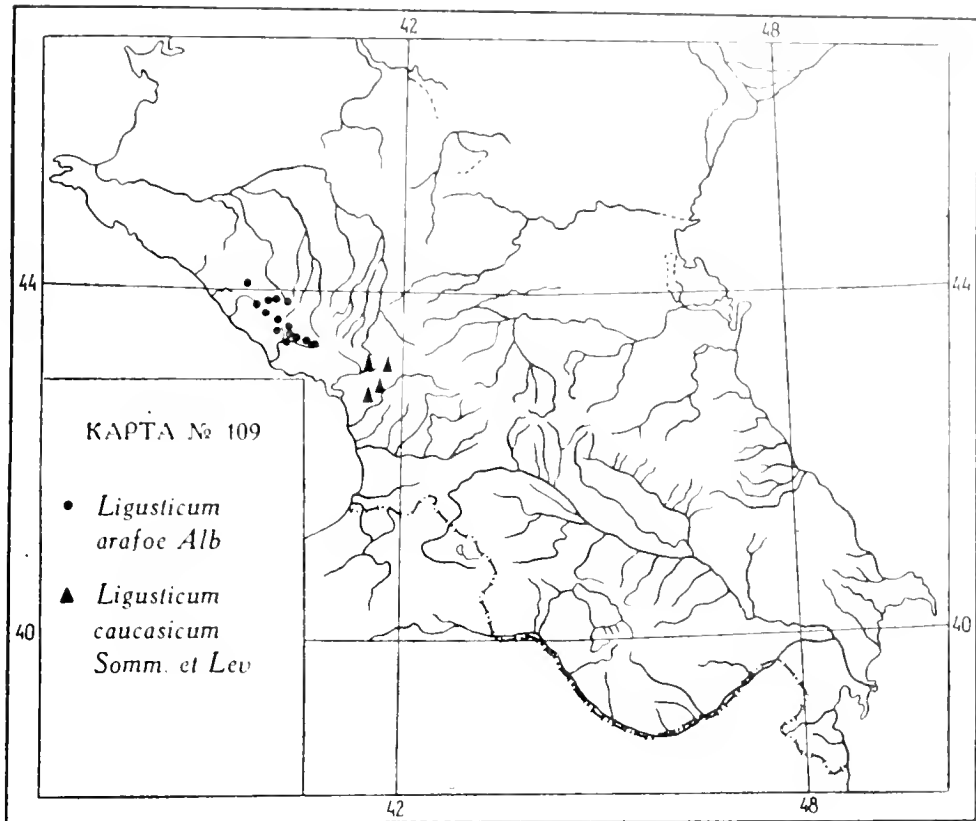 42 48
44 44
КАРТА № 109
Ligusticum
arafoe Alb
Ligusticum
caucasicum
Somm. et Lev
40 40
42 48